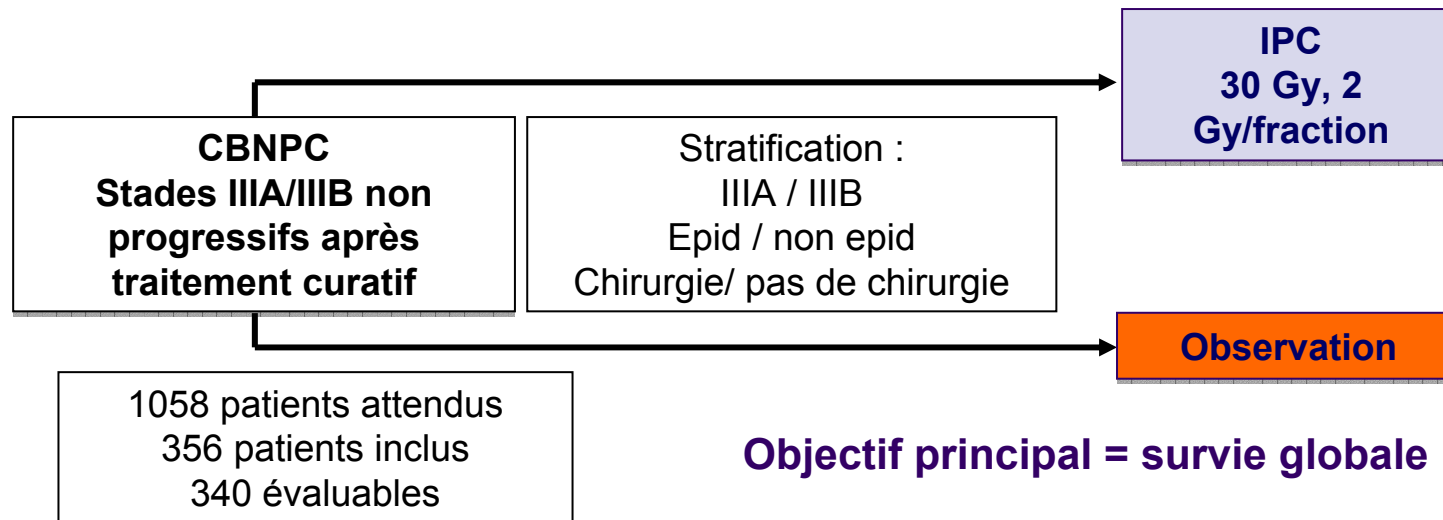 IPC
30 Gy, 2
Gy/fraction
CBNPC
Stades IIIA/IIIB non
progressifs après
traitement curatif
Stratification :
IIIA / IIIB
Epid / non epid
Chirurgie/ pas de chirurgie
Observation
1058 patients attendus
356 patients inclus
340 évaluables
Objectif principal = survie globale